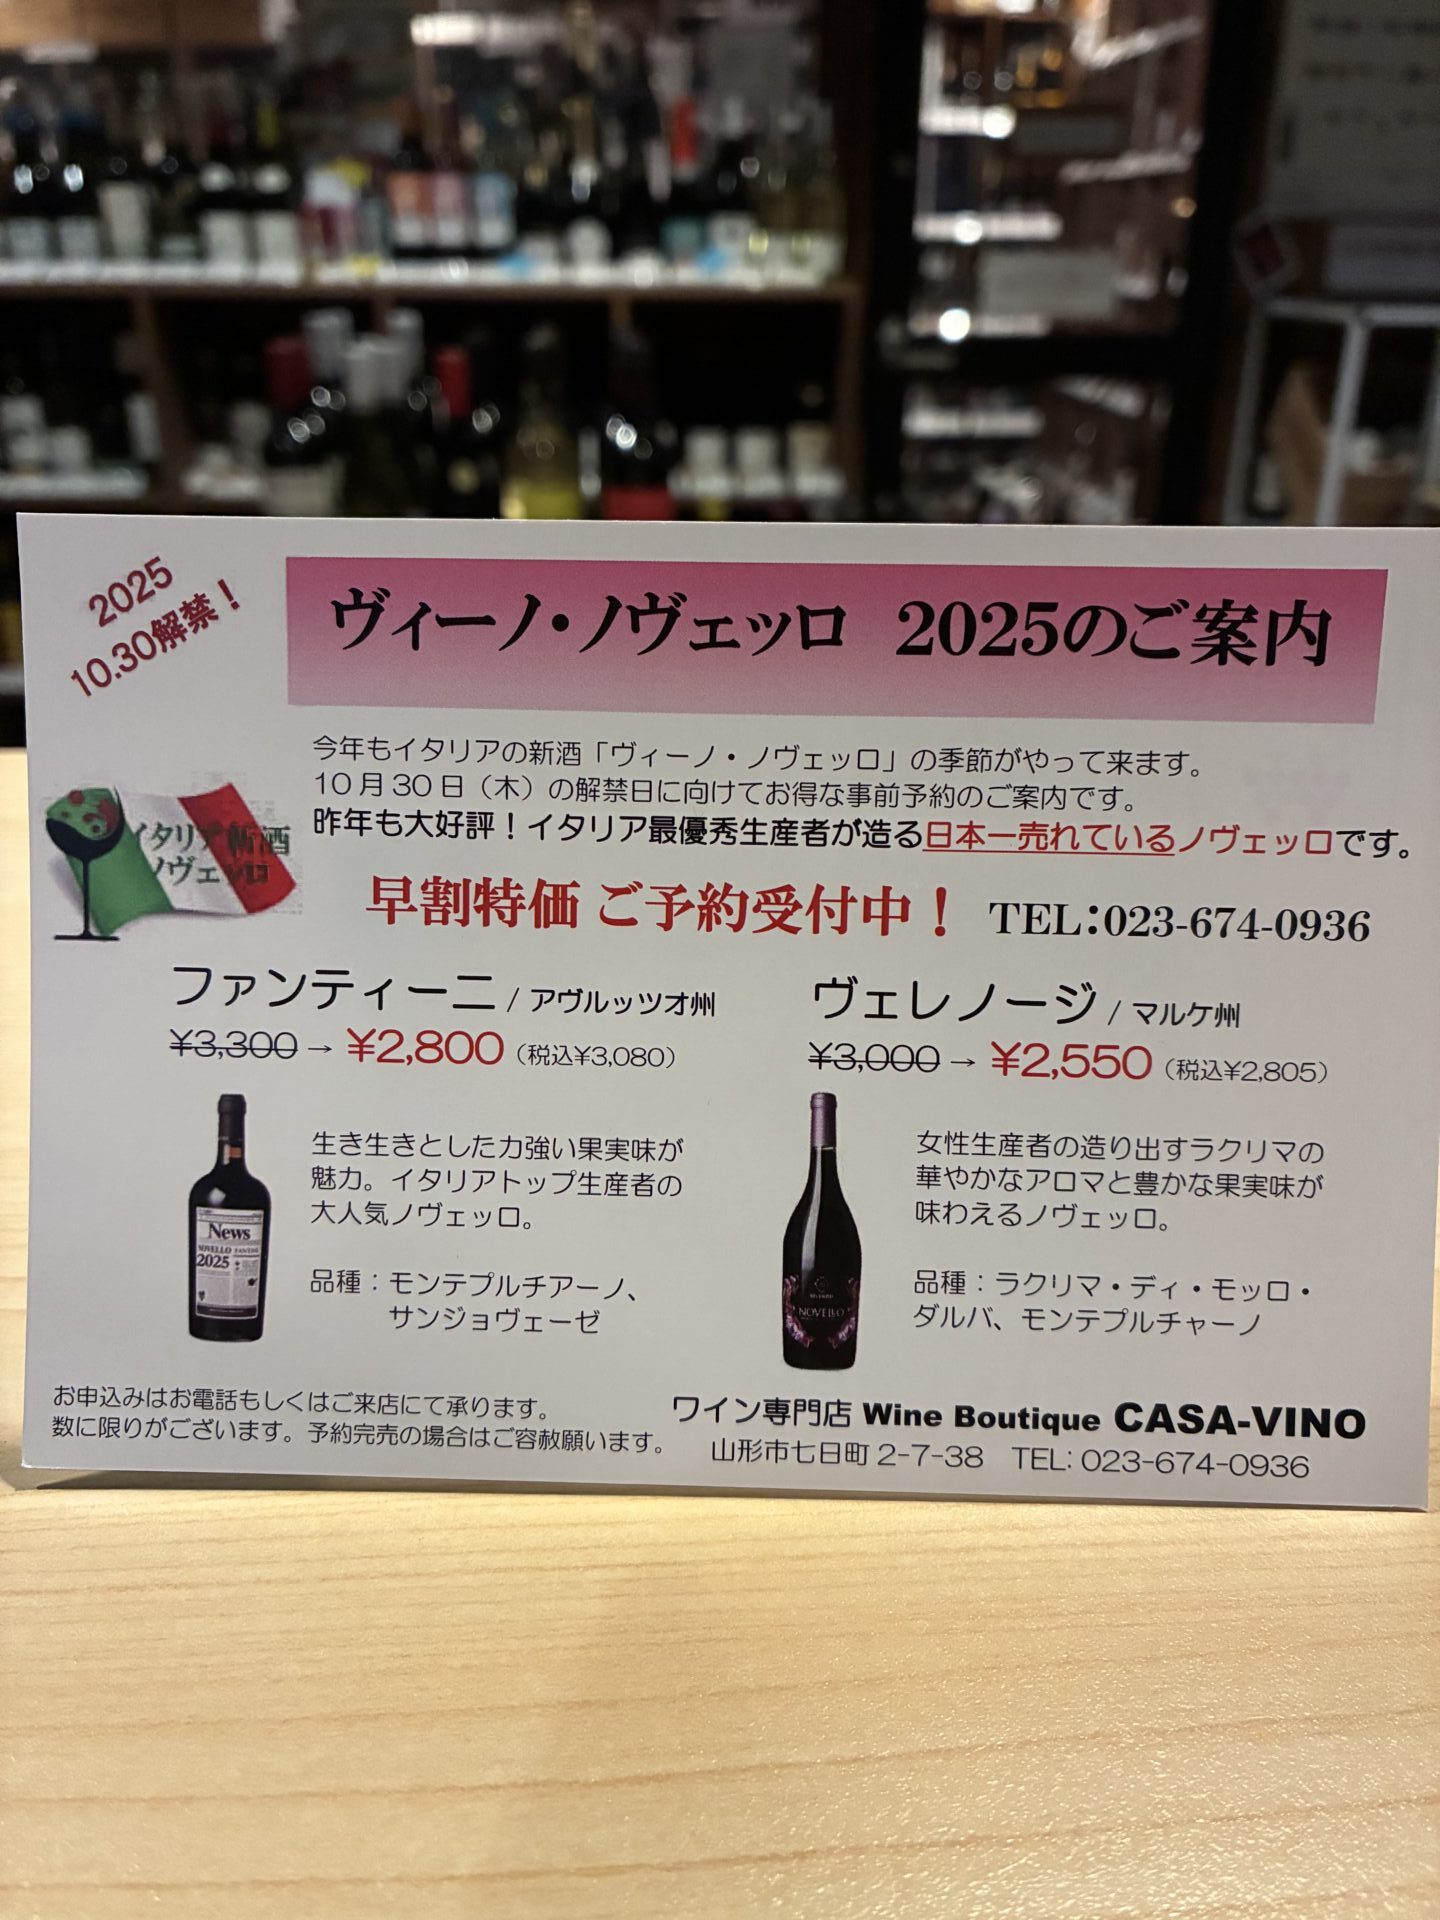 2025
10.30解禁！
ヴィーノ・ノヴェッロ 2025のご案内
今年もイタリアの新酒「ヴィーノ・ノヴェッロ」の季節がやって来ます。
10月30日（木）の解禁日に向けてお得な事前予約のご案内です。
昨年も大好評！イタリア最優秀生産者が造る日本一売れているノヴェッロです。
イタリア新酒
ノヴェッロ
早割特価 ご予約受付中！ TEL：023-674-0936
ファンティーニ / アヴルッツオ州
¥3,300 → ¥2,800（税込¥3,080）
News
NOVELLO FANTINI
2025
生き生きとした力強い果実味が
魅力。イタリアトップ生産者の
大人気ノヴェッロ。
品種：モンテプルチアーノ、
サンジョヴェーゼ
ヴェレノージ / マルケ州
¥3,000 → ¥2,550（税込¥2,805）
VELENOSI
NOVELLO
女性生産者の造り出すラクリマの
華やかなアロマと豊かな果実味が
味わえるノヴェッロ。
品種：ラクリマ・ディ・モッロ・
ダルバ、モンテプルチャーノ
お申込みはお電話もしくはご来店にて承ります。
数に限りがございます。予約完売の場合はご容赦願います。
ワイン専門店 Wine Boutique CASA-VINO
山形市七日町 2-7-38 TEL: 023-674-0936